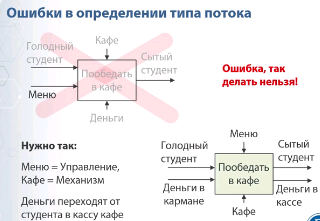 Ошибки в определении типа потока
Голодный
студент
Кафе
Сытый
студент
Пообедать
в кафе
Меню
Деньги
Ошибка, так
делать нельзя!
Нужно так:
Меню = Управление,
Кафе = Механизм
Деньги переходят от
студента в кассу кафе
Меню
Голодный
студент
Сытый
студент
Пообедать
в кафе
Деньги в
кармане
Деньги в
кассе
Кафе